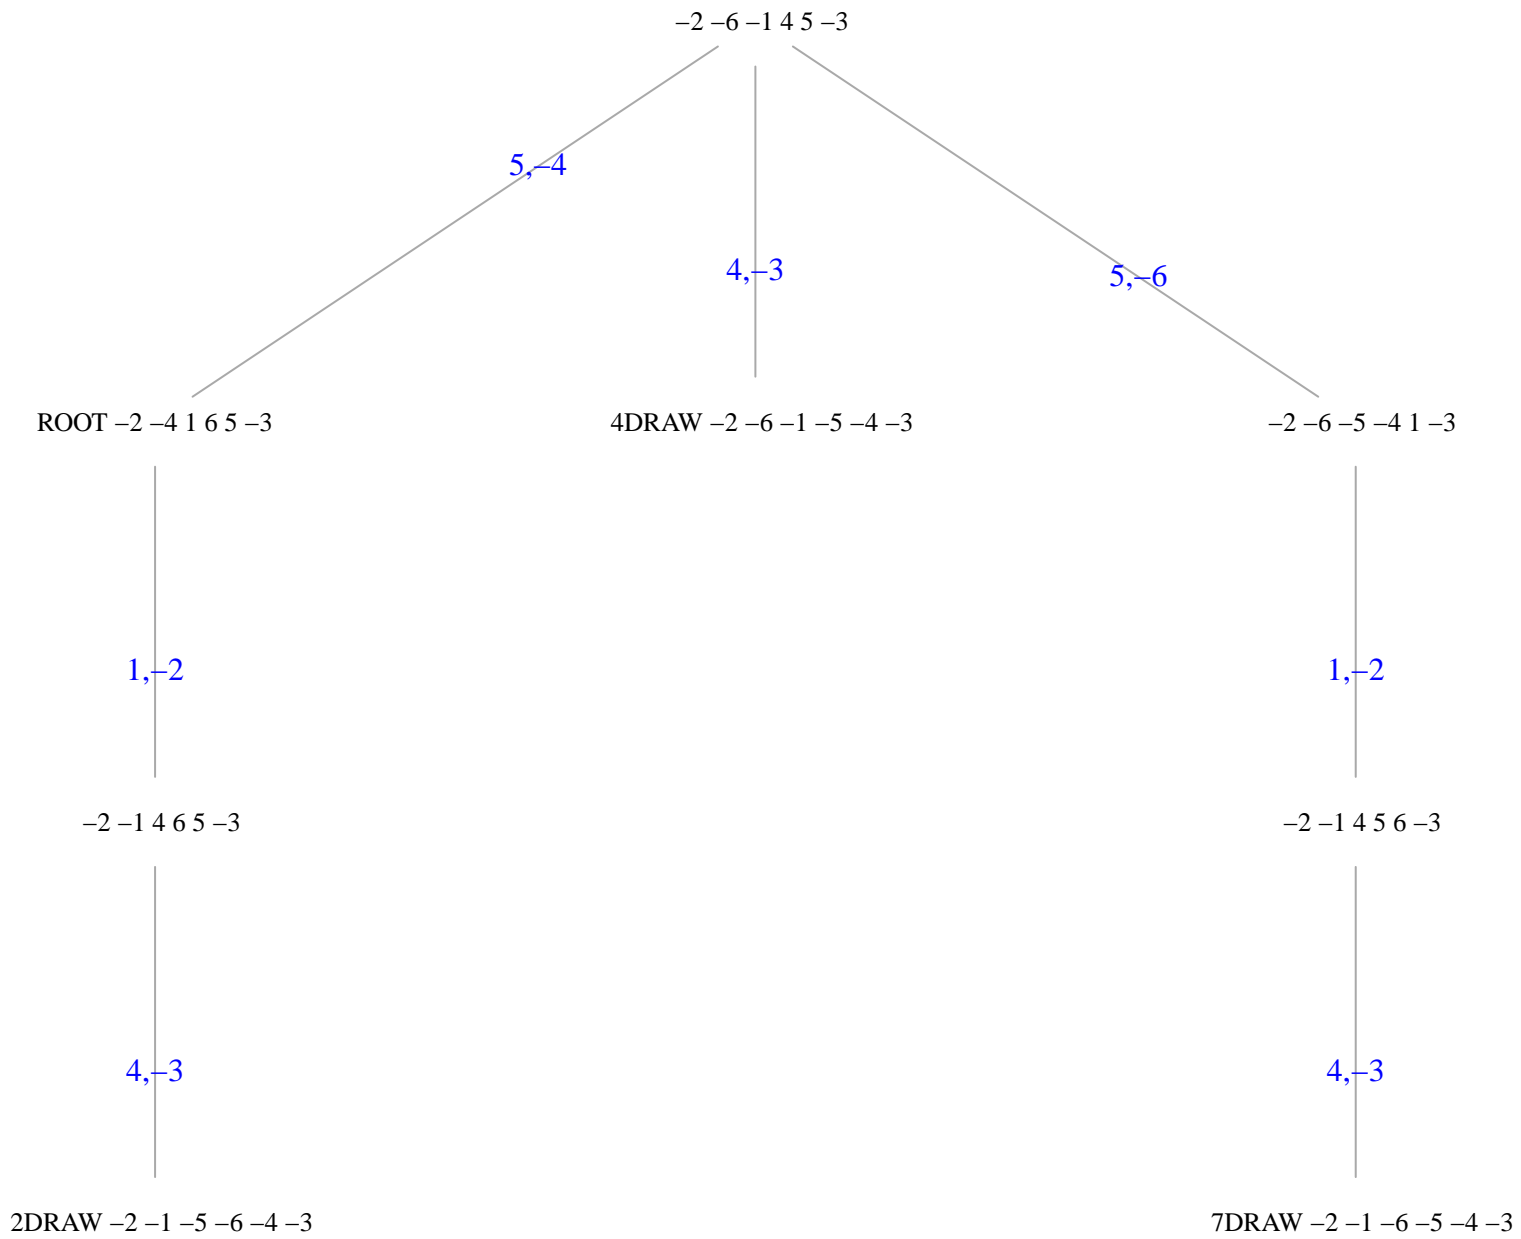 –2 –6 –1 4 5 –3
5,–4
4,–3
5,–6
ROOT –2 –4 1 6 5 –3
4DRAW –2 –6 –1 –5 –4 –3
–2 –6 –5 –4 1 –3
1,–2
1,–2
–2 –1 4 6 5 –3
–2 –1 4 5 6 –3
4,–3
4,–3
2DRAW –2 –1 –5 –6 –4 –3
7DRAW –2 –1 –6 –5 –4 –3